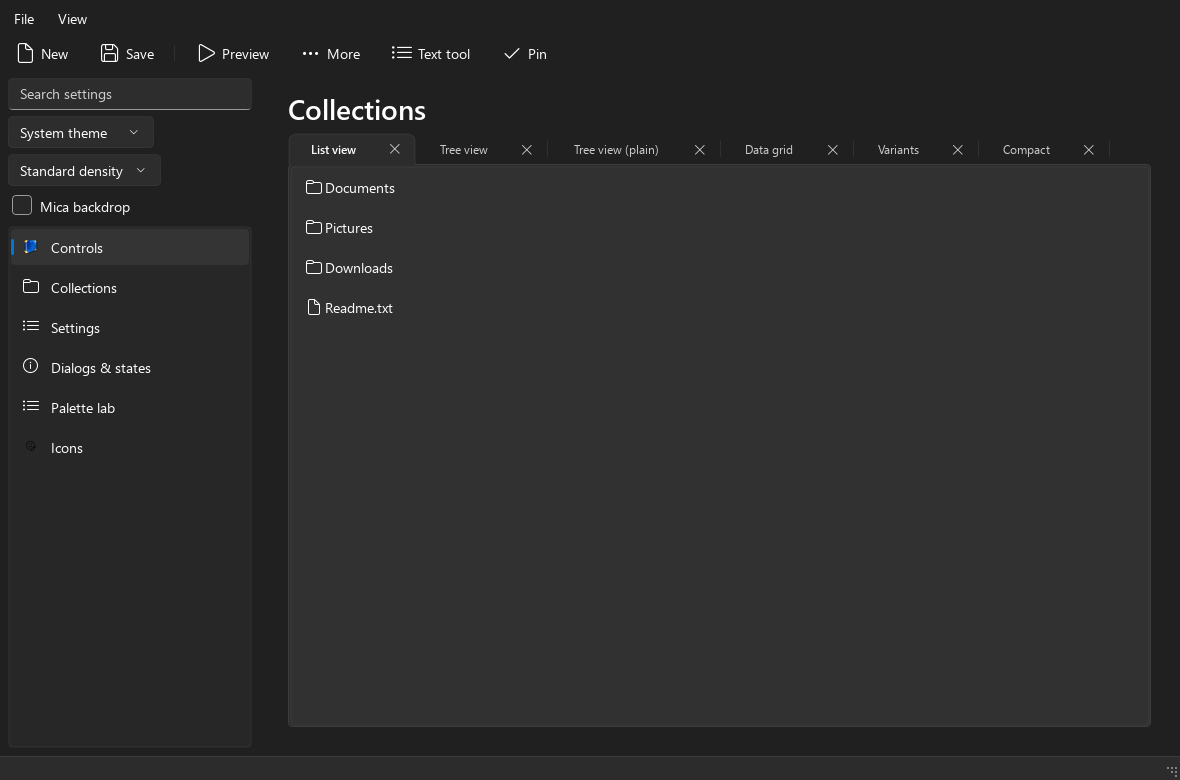 File View
New Save Preview More Text tool Pin
Search settings
System theme
Standard density
Mica backdrop
Controls
Collections
Settings
Dialogs & states
Palette lab
Icons
Collections
List view Tree view Tree view (plain) Data grid Variants Compact
Documents
Pictures
Downloads
Readme.txt